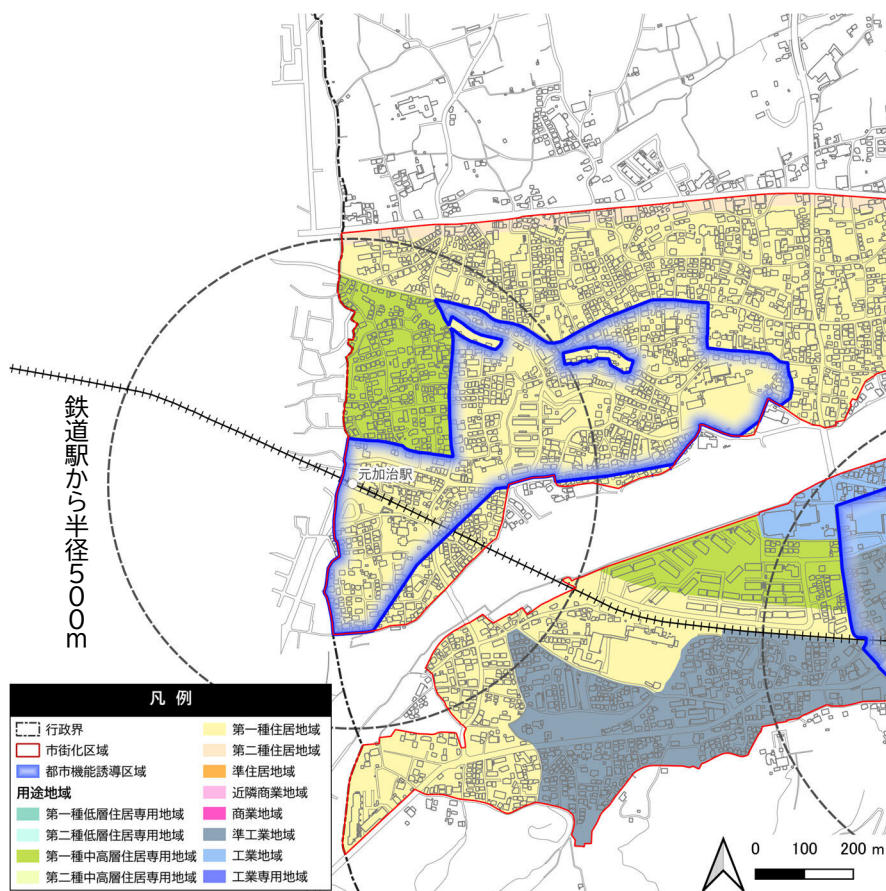 元加治駅
鉄道駅から半径500m
凡例
行政界
市街化区域
都市機能誘導区域
用途地域
第一種低層住居専用地域
第二種低層住居専用地域
第一種中高層住居専用地域
第二種中高層住居専用地域
第一種住居地域
第二種住居地域
準住居地域
近隣商業地域
商業地域
準工業地域
工業地域
工業専用地域
0 100 200 m